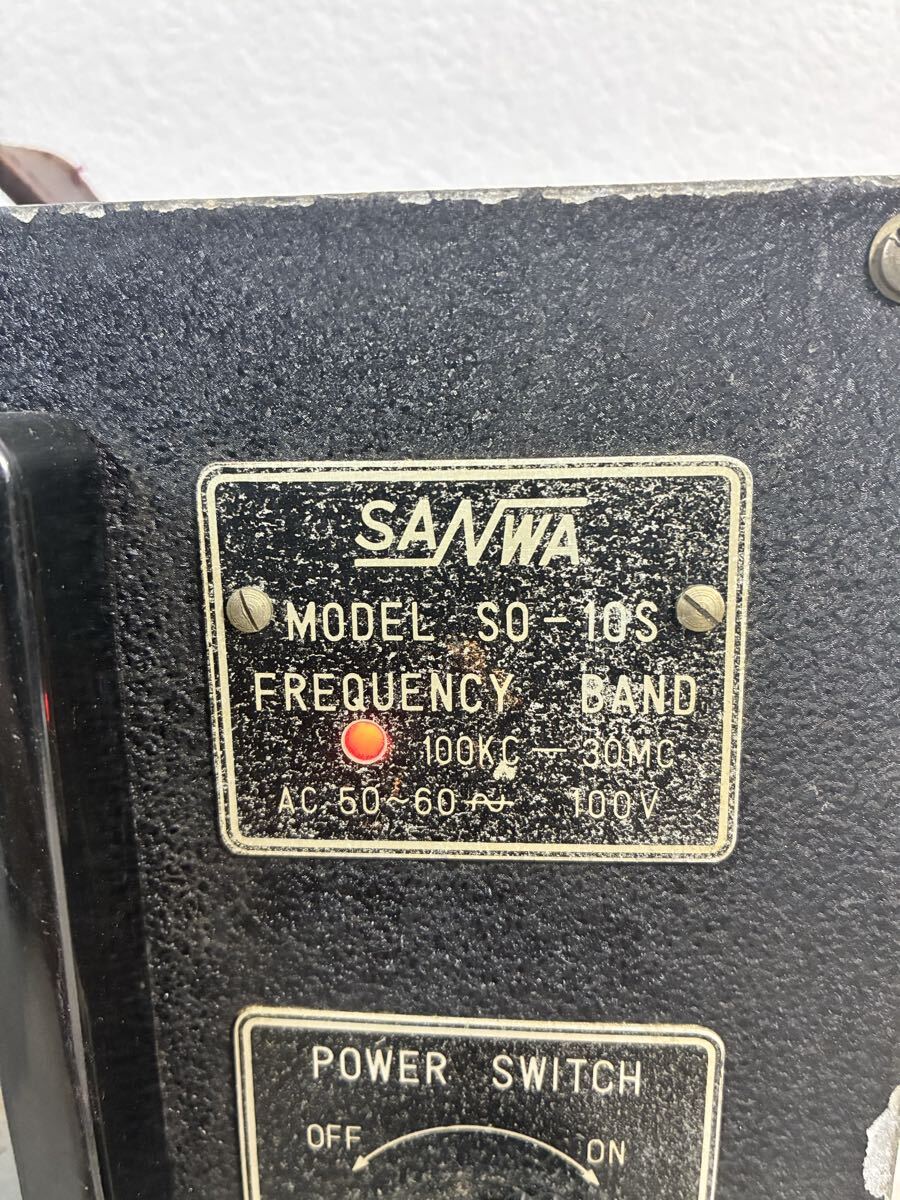 SANWA
MODEL SO-10S
FREQUENCY BAND
100KC - 30MC
AC 50~60∿ 100V
POWER SWITCH
OFF ON